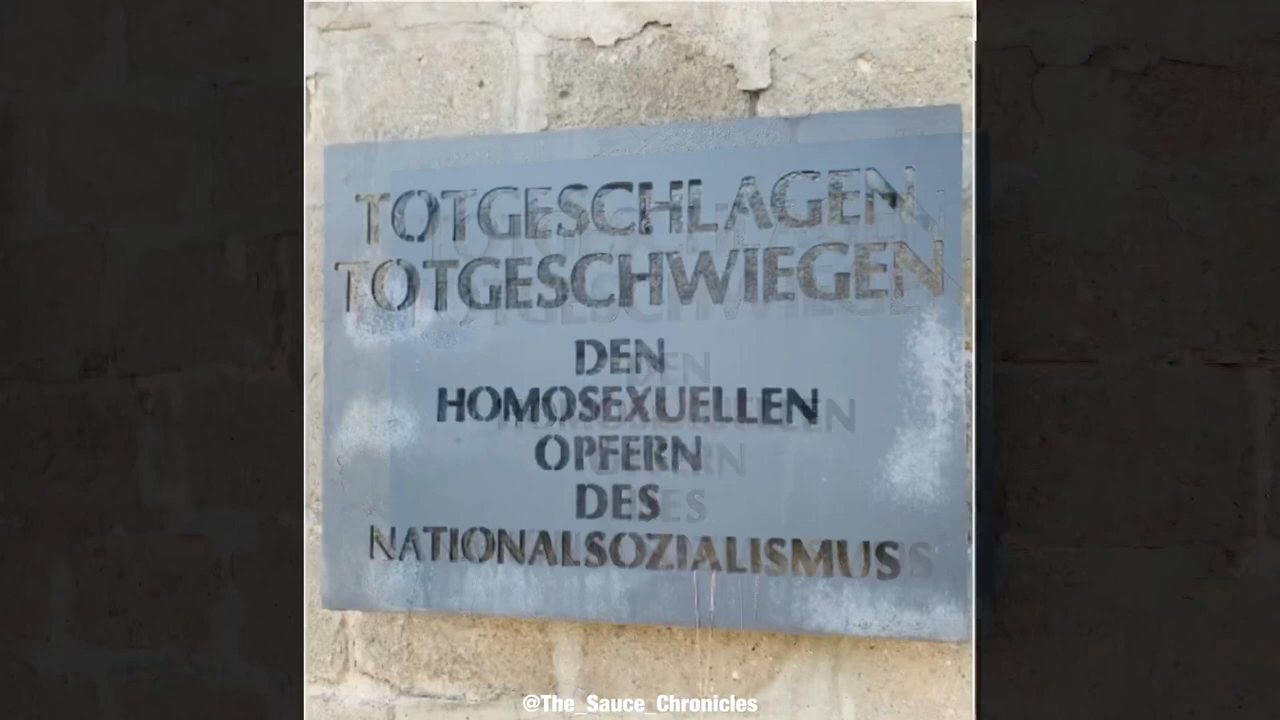 TOTGESCHLAGEN
TOTGESCHWIEGEN
DEN
HOMOSEXUELLEN
OPFERN
DES
NATIONALSOZIALISMUS
@The_Sauce_Chronicles